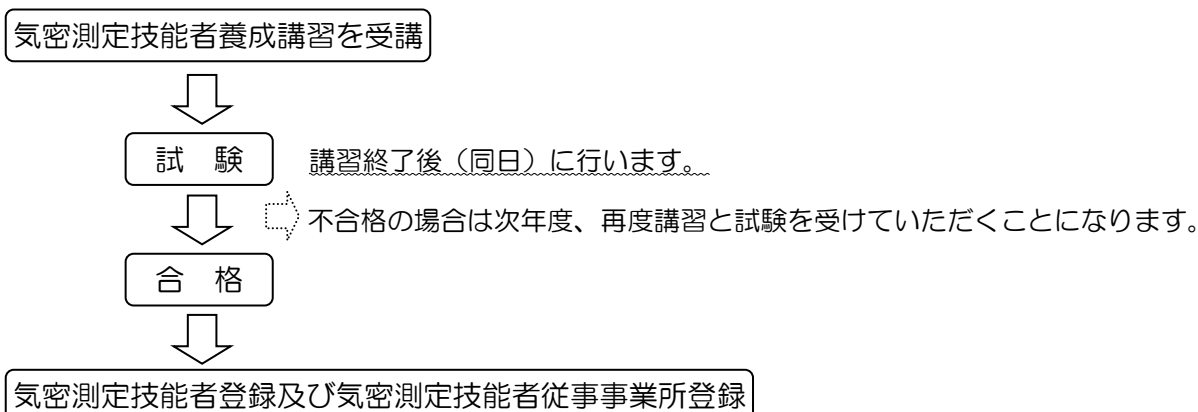 気密測定技能者養成講習を受講
試　験　　講習終了後（同日）に行います。
不合格の場合は次年度、再度講習と試験を受けていただくことになります。
合　格
気密測定技能者登録及び気密測定技能者従事事業所登録